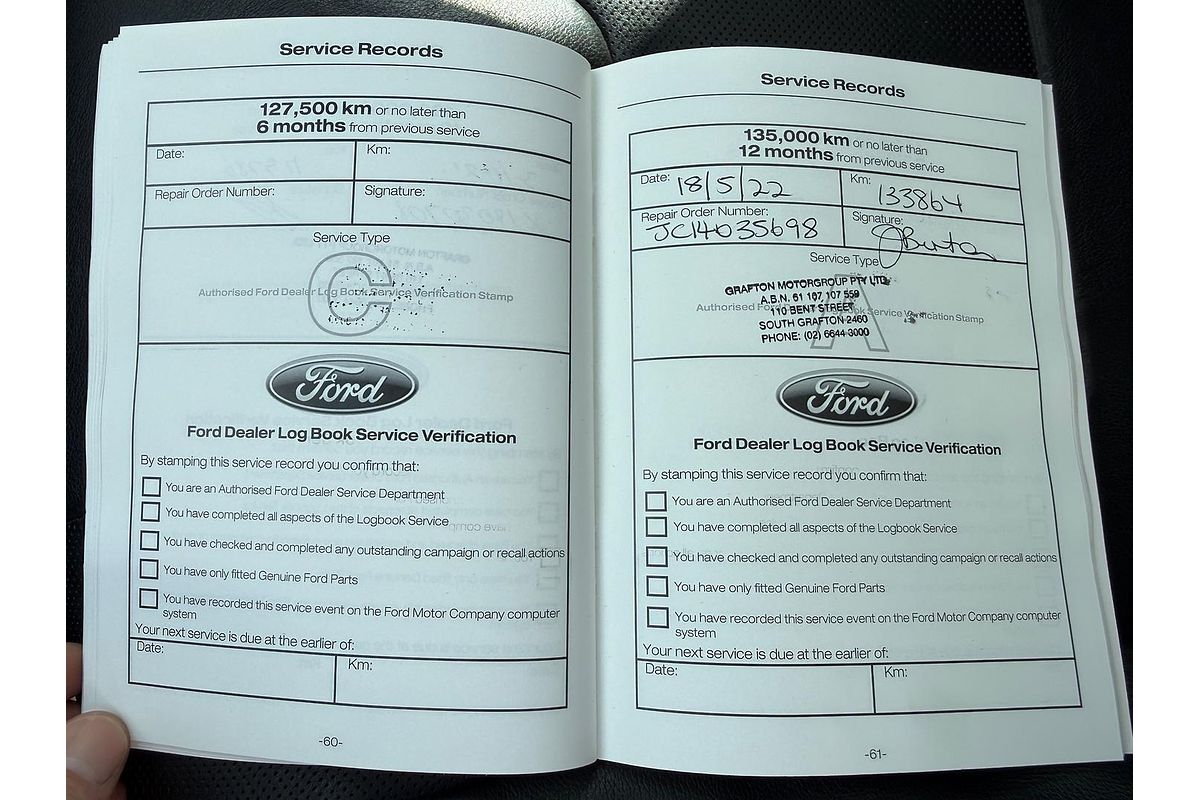 Service Records
127,500 km or no later than
6 months from previous service
Date:
Km:
Repair Order Number:
Signature:
Service Type
C
Authorised Ford Dealer Log Book Service Verification Stamp
Ford
Ford Dealer Log Book Service Verification
By stamping this service record you confirm that:
You are an Authorised Ford Dealer Service Department
You have completed all aspects of the Logbook Service
You have checked and completed any outstanding campaign or recall actions
You have only fitted Genuine Ford Parts
You have recorded this service event on the Ford Motor Company computer
system
Your next service is due at the earlier of:
Date:
Km:
-60-
Service Records
135,000 km or no later than
12 months from previous service
Date: 18/5/22
Km: 133864
Repair Order Number:
JC14035698
Signature:
JBurton
Service Type
A
GRAFTON MOTORGROUP PTY LTD
A.B.N. 61 167 107 559
110 BENT STREET
SOUTH GRAFTON 2460
PHONE: (02) 6644 3000
Authorised Ford Book Service Verification Stamp
Ford
Ford Dealer Log Book Service Verification
By stamping this service record you confirm that:
You are an Authorised Ford Dealer Service Department
You have completed all aspects of the Logbook Service
You have checked and completed any outstanding campaign or recall actions
You have only fitted Genuine Ford Parts
You have recorded this service event on the Ford Motor Company computer
system
Your next service is due at the earlier of:
Date:
Km:
-61-